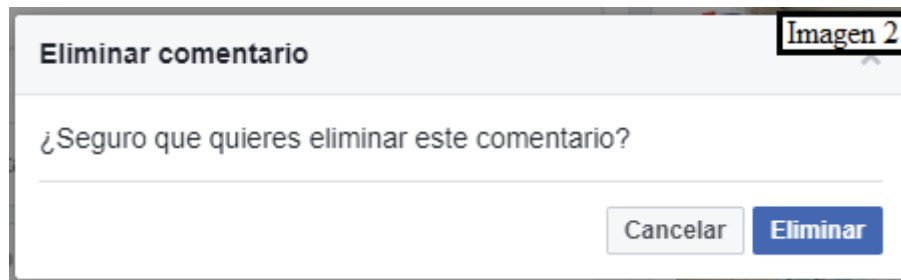 Imagen 2
Eliminar comentario
¿Seguro que quieres eliminar este comentario?
Cancelar
Eliminar